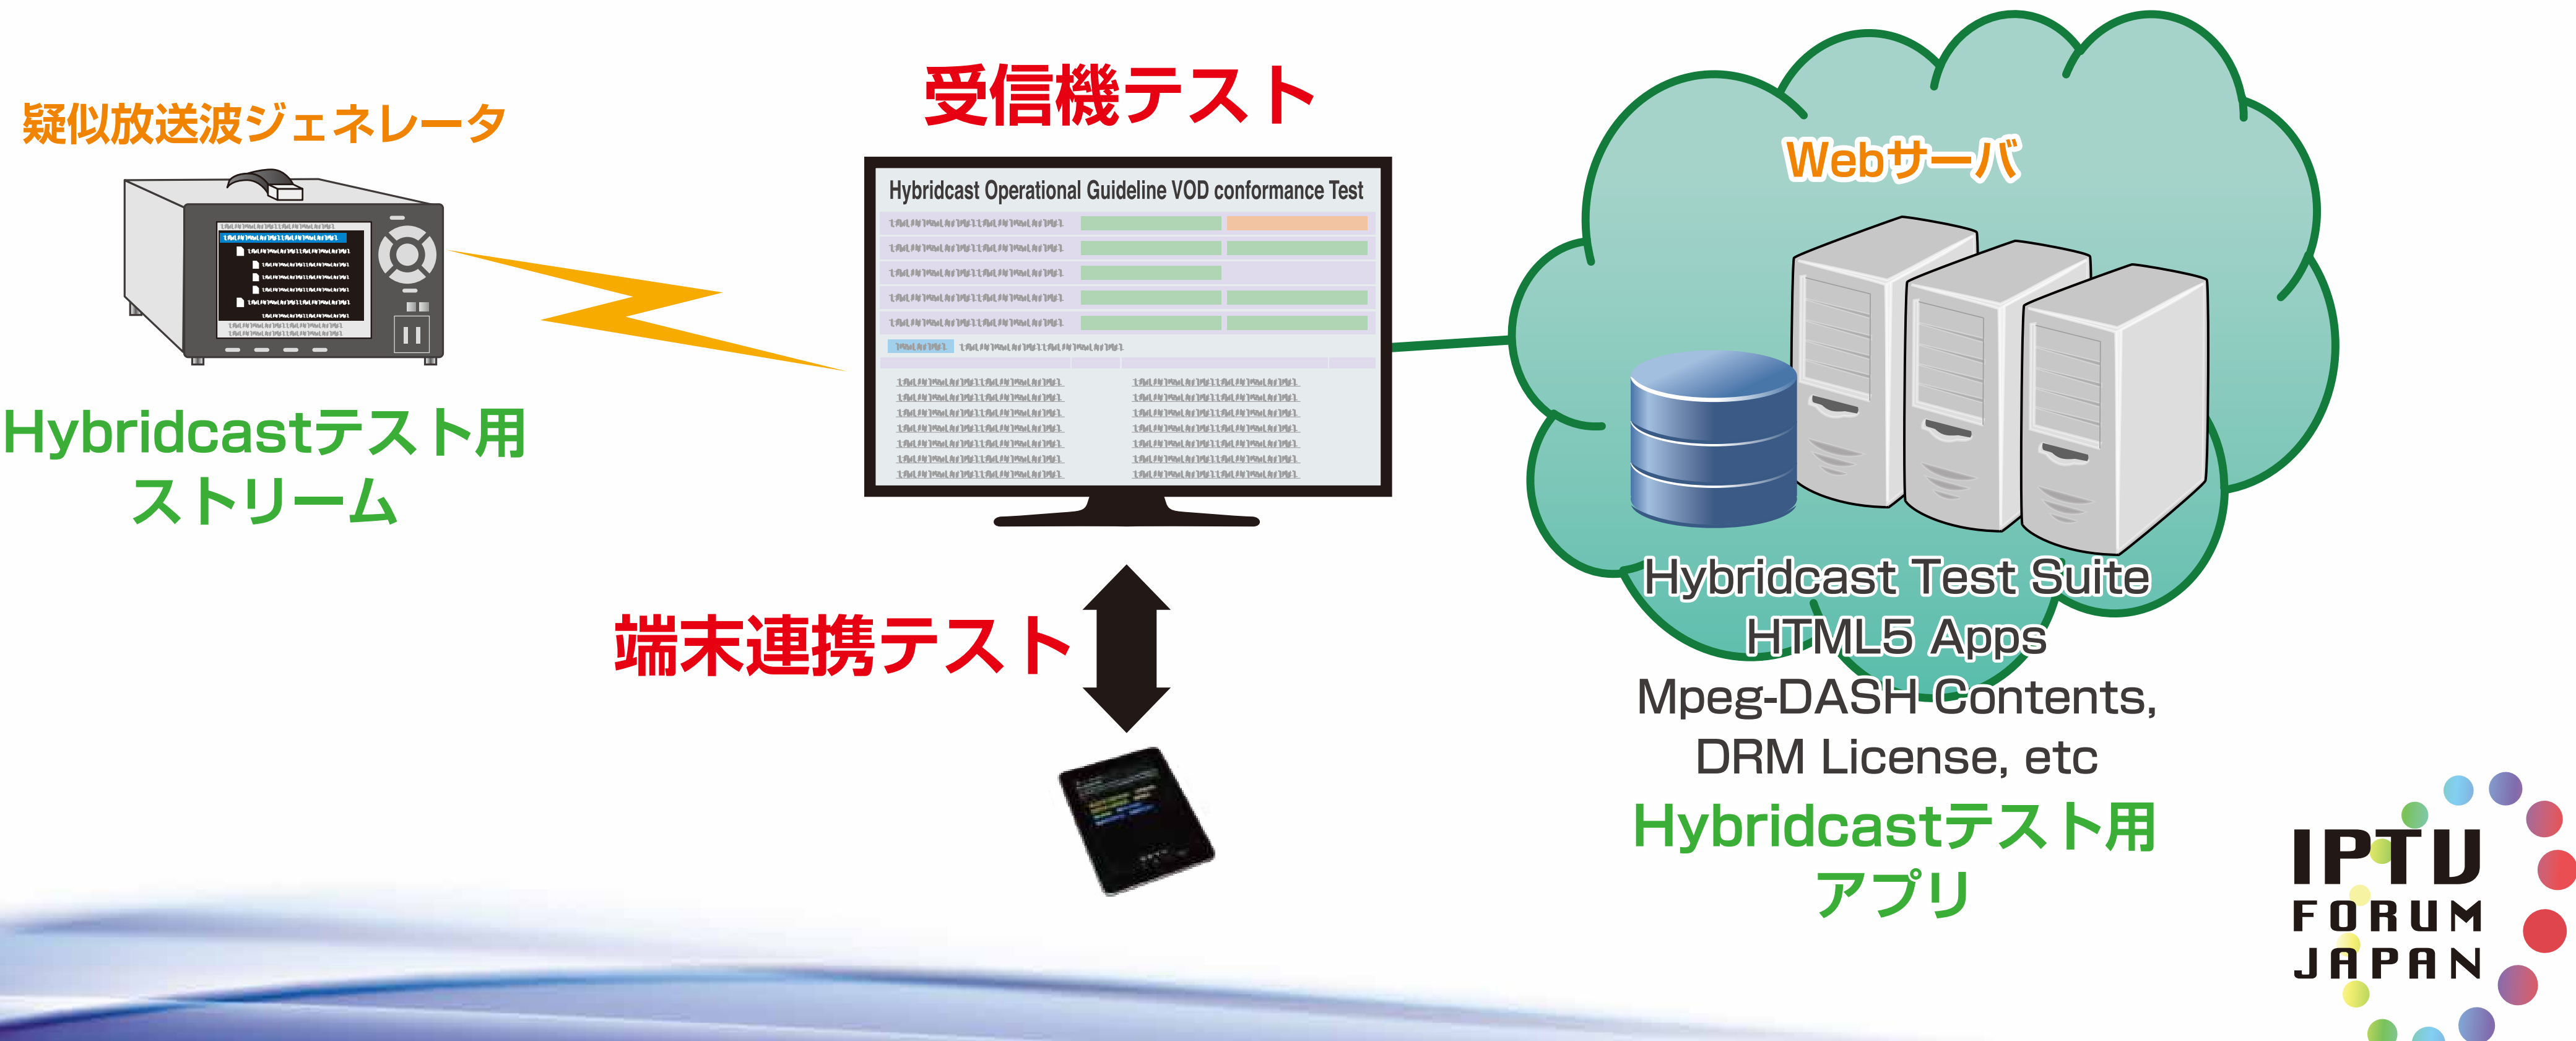 疑似放送波ジェネレータ
Hybridcastテスト用
ストリーム
受信機テスト
Hybridcast Operational Guideline VOD conformance Test
端末連携テスト
Webサーバ
Hybridcast Test Suite
HTML5 Apps
Mpeg-DASH Contents,
DRM License, etc
Hybridcastテスト用
アプリ
IPTV
FORUM
JAPAN